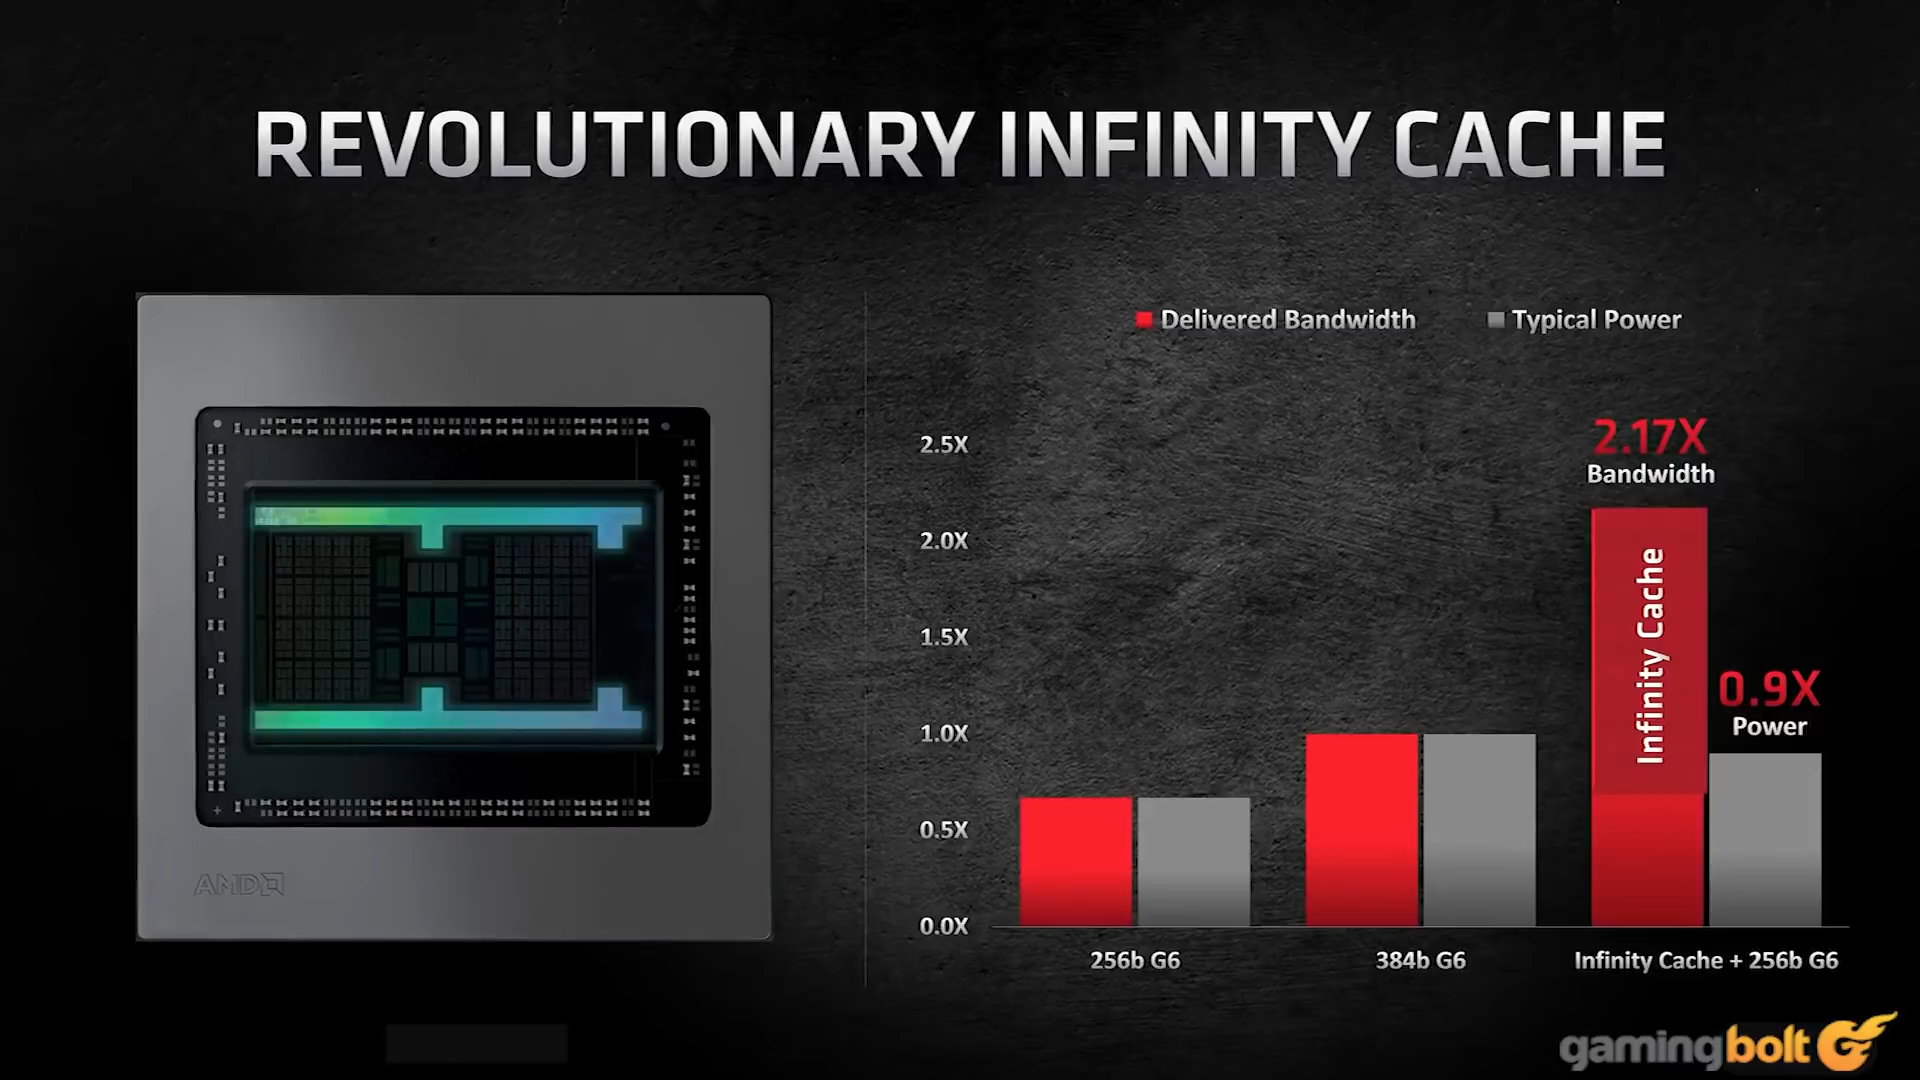 REVOLUTIONARY INFINITY CACHE
AMD
Delivered Bandwidth
Typical Power
2.5X
2.0X
1.5X
1.0X
0.5X
0.0X
2.17X
Bandwidth
Infinity Cache
0.9X
Power
256b G6
384b G6
Infinity Cache + 256b G6
gamingbolt